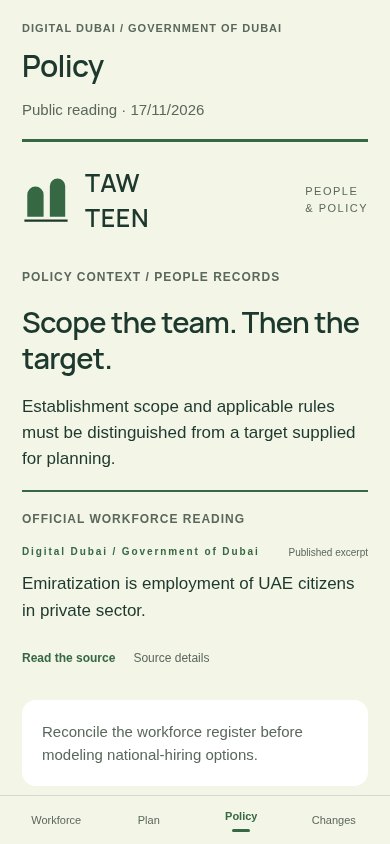 DIGITAL DUBAI / GOVERNMENT OF DUBAI
Policy
Public reading · 17/11/2026
TAW
TEEN
PEOPLE
& POLICY
POLICY CONTEXT / PEOPLE RECORDS
Scope the team. Then the
target.
Establishment scope and applicable rules
must be distinguished from a target supplied
for planning.
OFFICIAL WORKFORCE READING
Digital Dubai / Government of Dubai
Published excerpt
Emiratization is employment of UAE citizens
in private sector.
Read the source
Source details
Reconcile the workforce register before
modeling national-hiring options.
Workforce
Plan
Policy
Changes